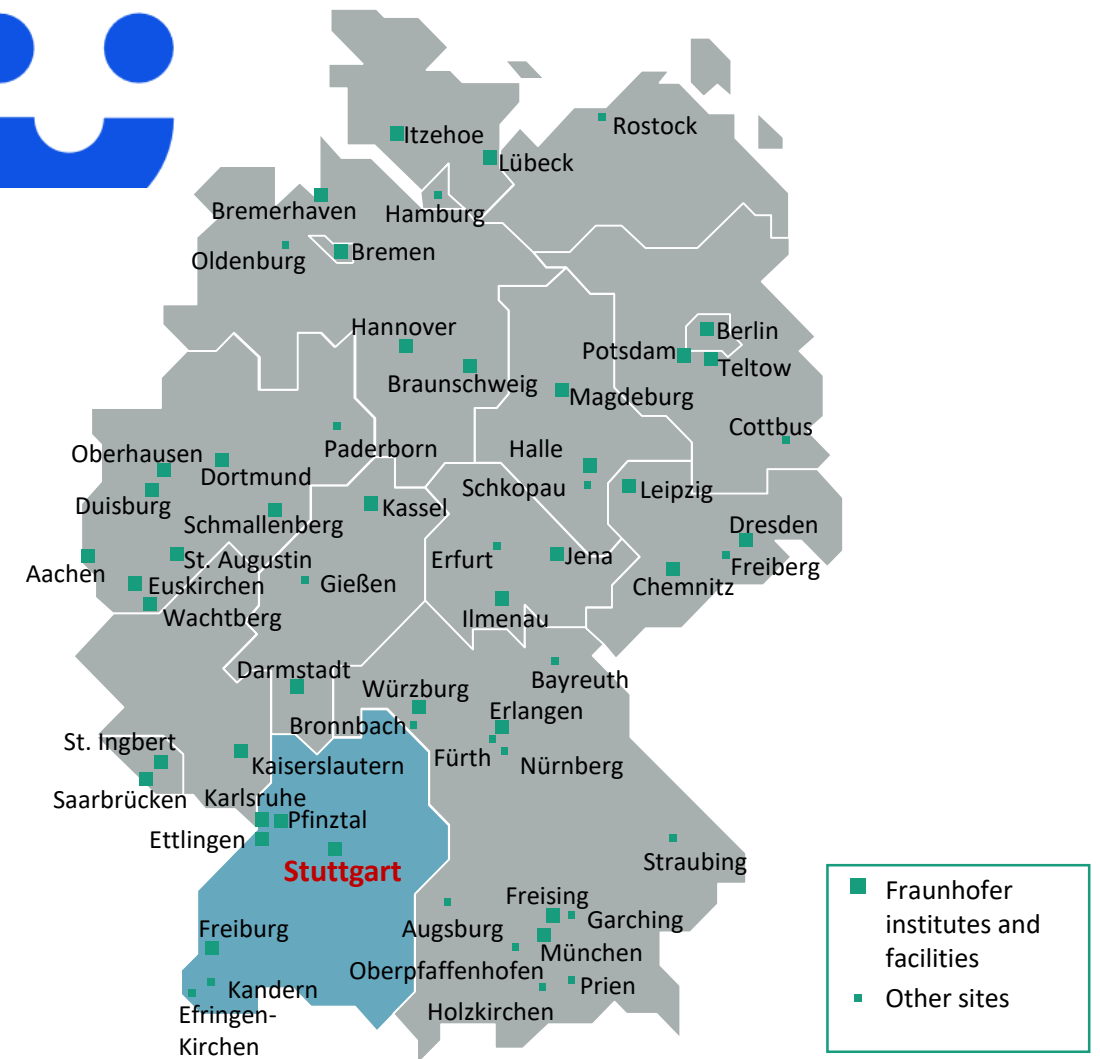 Itzehoe
Rostock
Lübeck
Bremerhaven
Hamburg
Oldenburg
Bremen
Hannover
Berlin
Potsdam
Teltow
Braunschweig
Magdeburg
Cottbus
Paderborn
Halle
Oberhausen
Dortmund
Schkopau
Leipzig
Duisburg
Kassel
Schmallenberg
Dresden
Erfurt
Jena
St. Augustin
Freiberg
Aachen
Gießen
Euskirchen
Chemnitz
Wachtberg
Ilmenau
Darmstadt
Bayreuth
Würzburg
Erlangen
Bronnbach
St. Ingbert
Fürth
Nürnberg
Kaiserslautern
Saarbrücken
Karlsruhe
Pfinztal
Ettlingen
Straubing
Stuttgart
Freising
Garching
Augsburg
Freiburg
München
Oberpfaffenhofen
Prien
Kandern
Holzkirchen
Efringen-
Kirchen
Fraunhofer
institutes and
facilities
Other sites